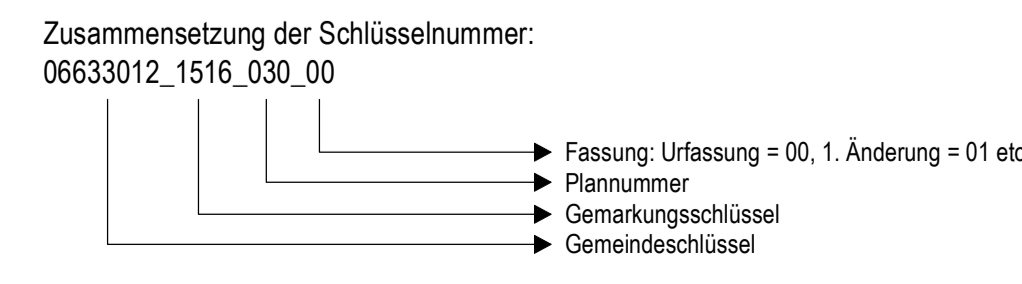 Zusammensetzung der Schlüsselnummer:
06633012_1516_030_00
Fassung: Urfassung = 00, 1. Änderung = 01 etc
Plannummer
Gemarkungsschlüssel
Gemeindeschlüssel